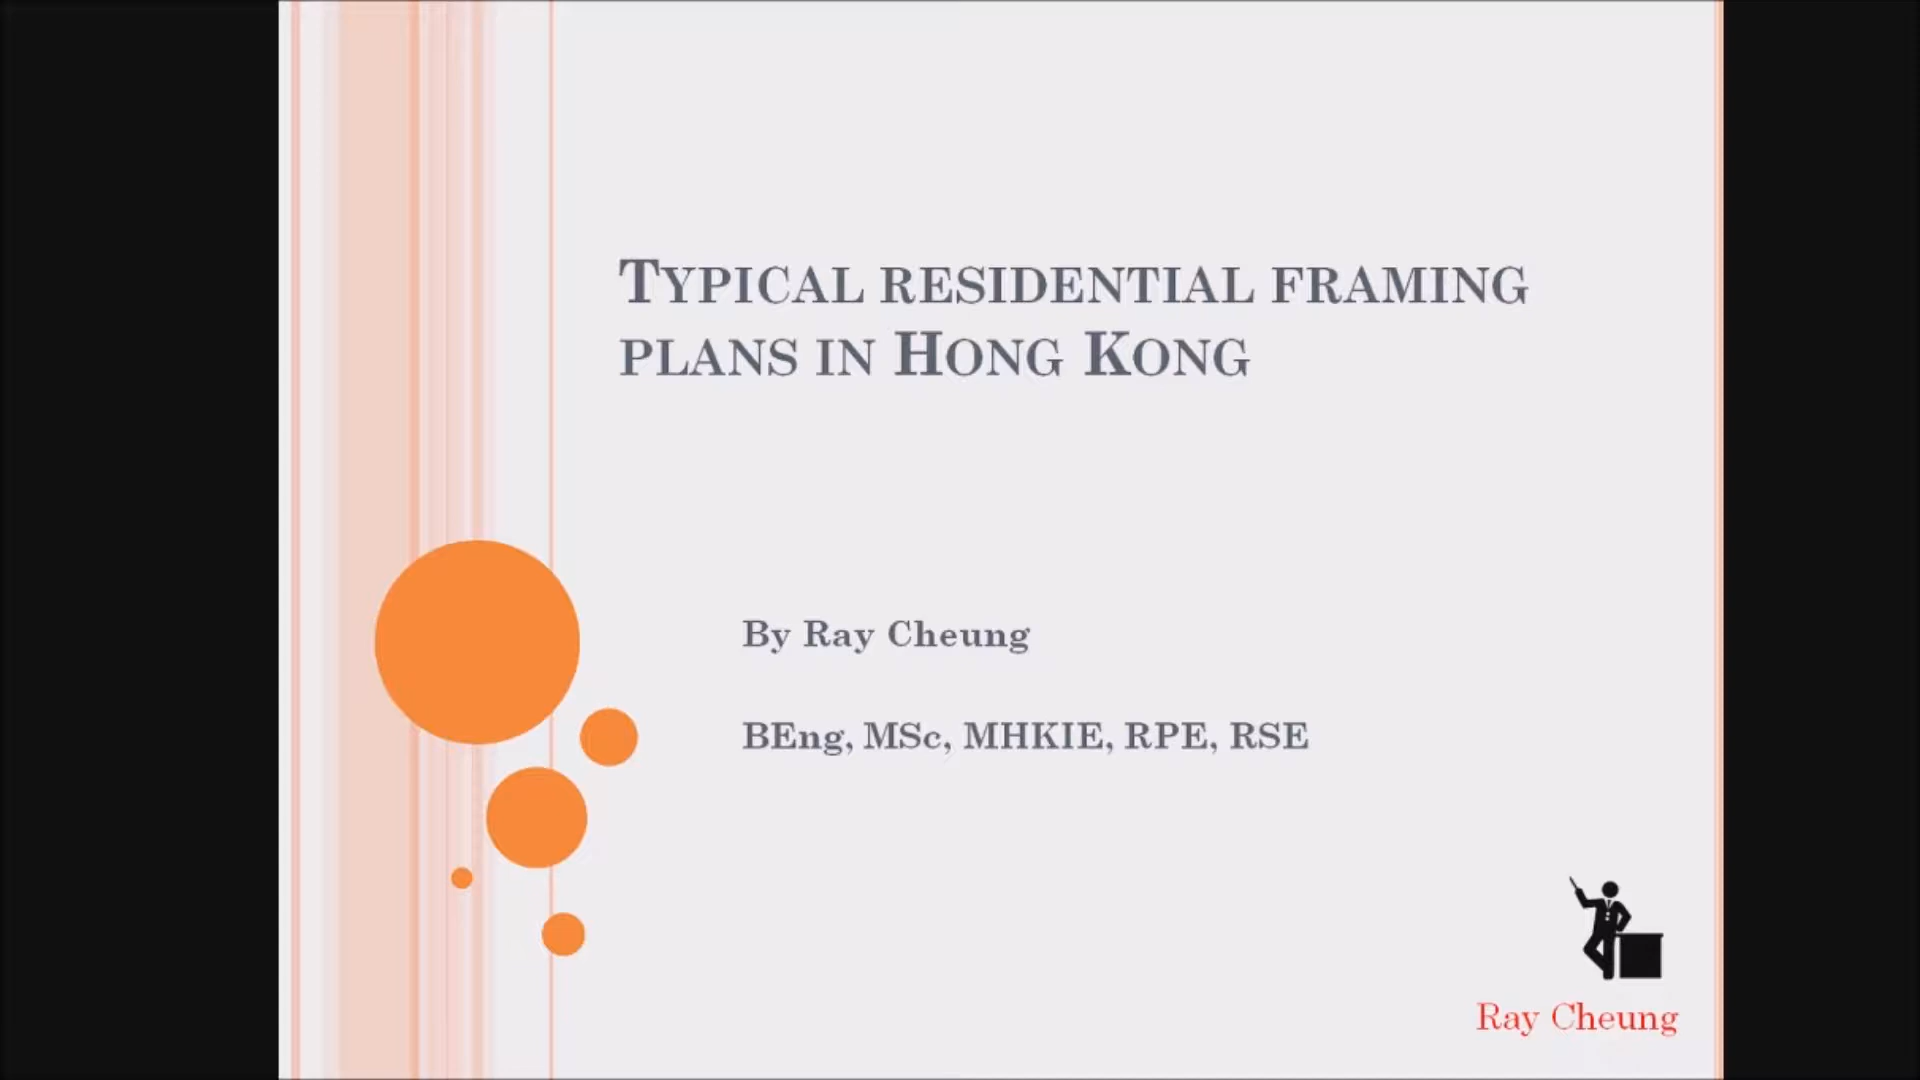 TYPICAL RESIDENTIAL FRAMING
PLANS IN HONG KONG
By Ray Cheung
BEng, MSc, MHKIE, RPE, RSE
Ray Cheung